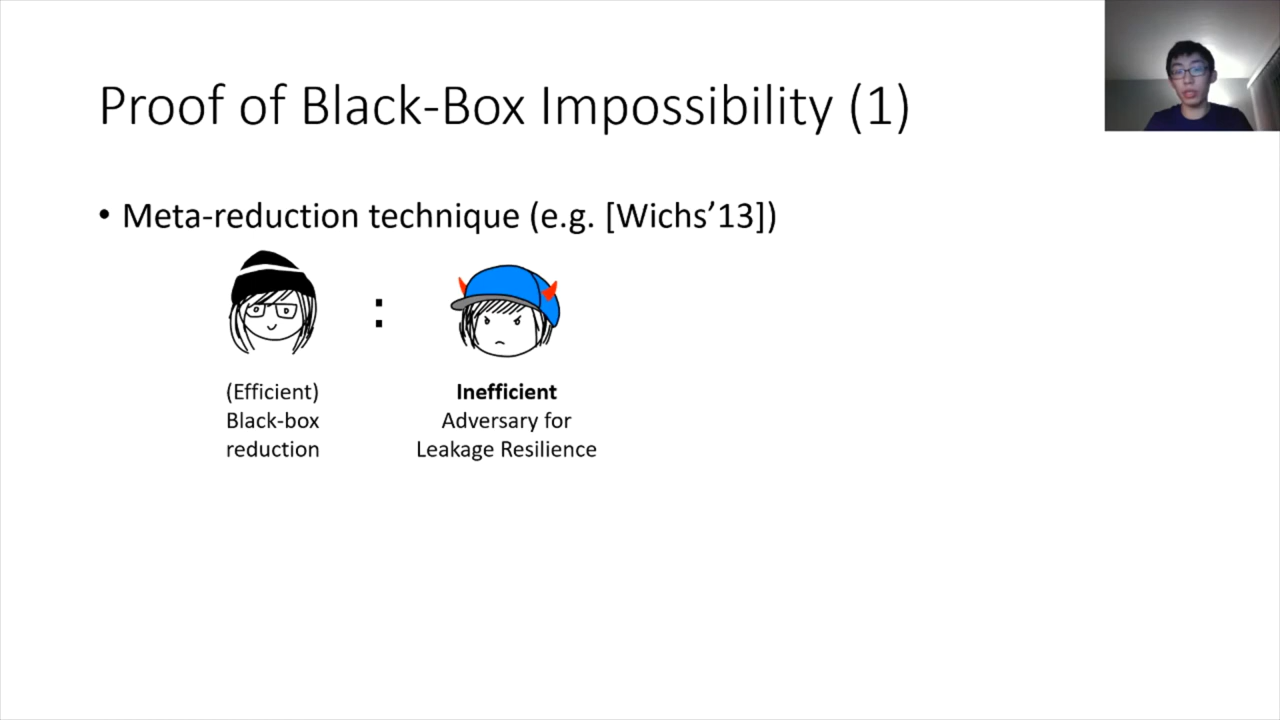 Proof of Black-Box Impossibility (1)
• Meta-reduction technique (e.g. [Wichs’13])
:
(Efficient)
Black-box
reduction
Inefficient
Adversary for
Leakage Resilience